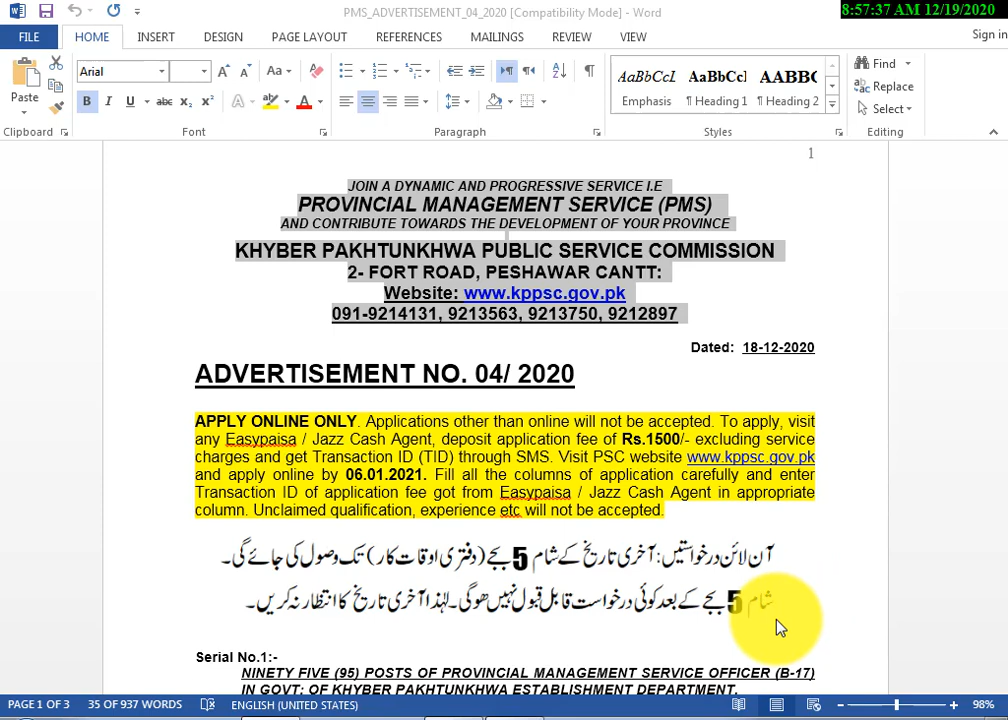 PMS_ADVERTISEMENT_04_2020 [Compatibility Mode] - Word
8:57:37 AM 12/19/2020
FILE HOME INSERT DESIGN PAGE LAYOUT REFERENCES MAILINGS REVIEW VIEW
Sign in
Paste
Arial
Aa
B I U abc x2 x2
A ab A
AaBbCcI AaBbCcI AABBC
Emphasis ¶ Heading 1 ¶ Heading 2
Find
Replace
Select
Clipboard Font Paragraph Styles Editing
1
JOIN A DYNAMIC AND PROGRESSIVE SERVICE I.E
PROVINCIAL MANAGEMENT SERVICE (PMS)
AND CONTRIBUTE TOWARDS THE DEVELOPMENT OF YOUR PROVINCE
KHYBER PAKHTUNKHWA PUBLIC SERVICE COMMISSION
2- FORT ROAD, PESHAWAR CANTT:
Website: www.kppsc.gov.pk
091-9214131, 9213563, 9213750, 9212897
Dated: 18-12-2020
ADVERTISEMENT NO. 04/ 2020
APPLY ONLINE ONLY. Applications other than online will not be accepted. To apply, visit
any Easypaisa / Jazz Cash Agent, deposit application fee of Rs.1500/- excluding service
charges and get Transaction ID (TID) through SMS. Visit PSC website www.kppsc.gov.pk
and apply online by 06.01.2021. Fill all the columns of application carefully and enter
Transaction ID of application fee got from Easypaisa / Jazz Cash Agent in appropriate
column. Unclaimed qualification, experience etc will not be accepted.
آن لائن درخواستیں: آخری تاریخ کے شام 5 بجے (دفتری اوقات کار) تک وصول کی جائے گی۔
شام 5 بجے کے بعد کوئی درخواست قابل قبول نہیں ھوگی۔ لہٰذا آخری تاریخ کا انتظار نہ کریں۔
Serial No.1:-
NINETY FIVE (95) POSTS OF PROVINCIAL MANAGEMENT SERVICE OFFICER (B-17)
IN GOVT: OF KHYBER PAKHTUNKHWA ESTABLISHMENT DEPARTMENT.
PAGE 1 OF 3 35 OF 937 WORDS ENGLISH (UNITED STATES) 98%